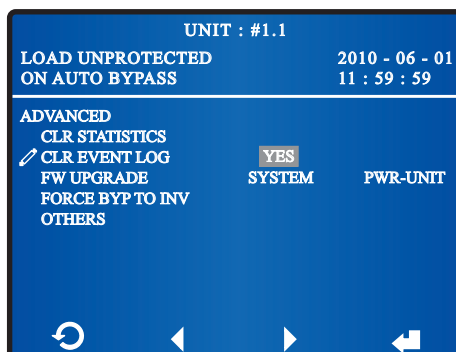 UNIT : #1.1
LOAD UNPROTECTED 2010 - 06 - 01
ON AUTO BYPASS 11 : 59 : 59
ADVANCED
CLR STATISTICS
CLR EVENT LOG YES
FW UPGRADE SYSTEM PWR-UNIT
FORCE BYP TO INV
OTHERS